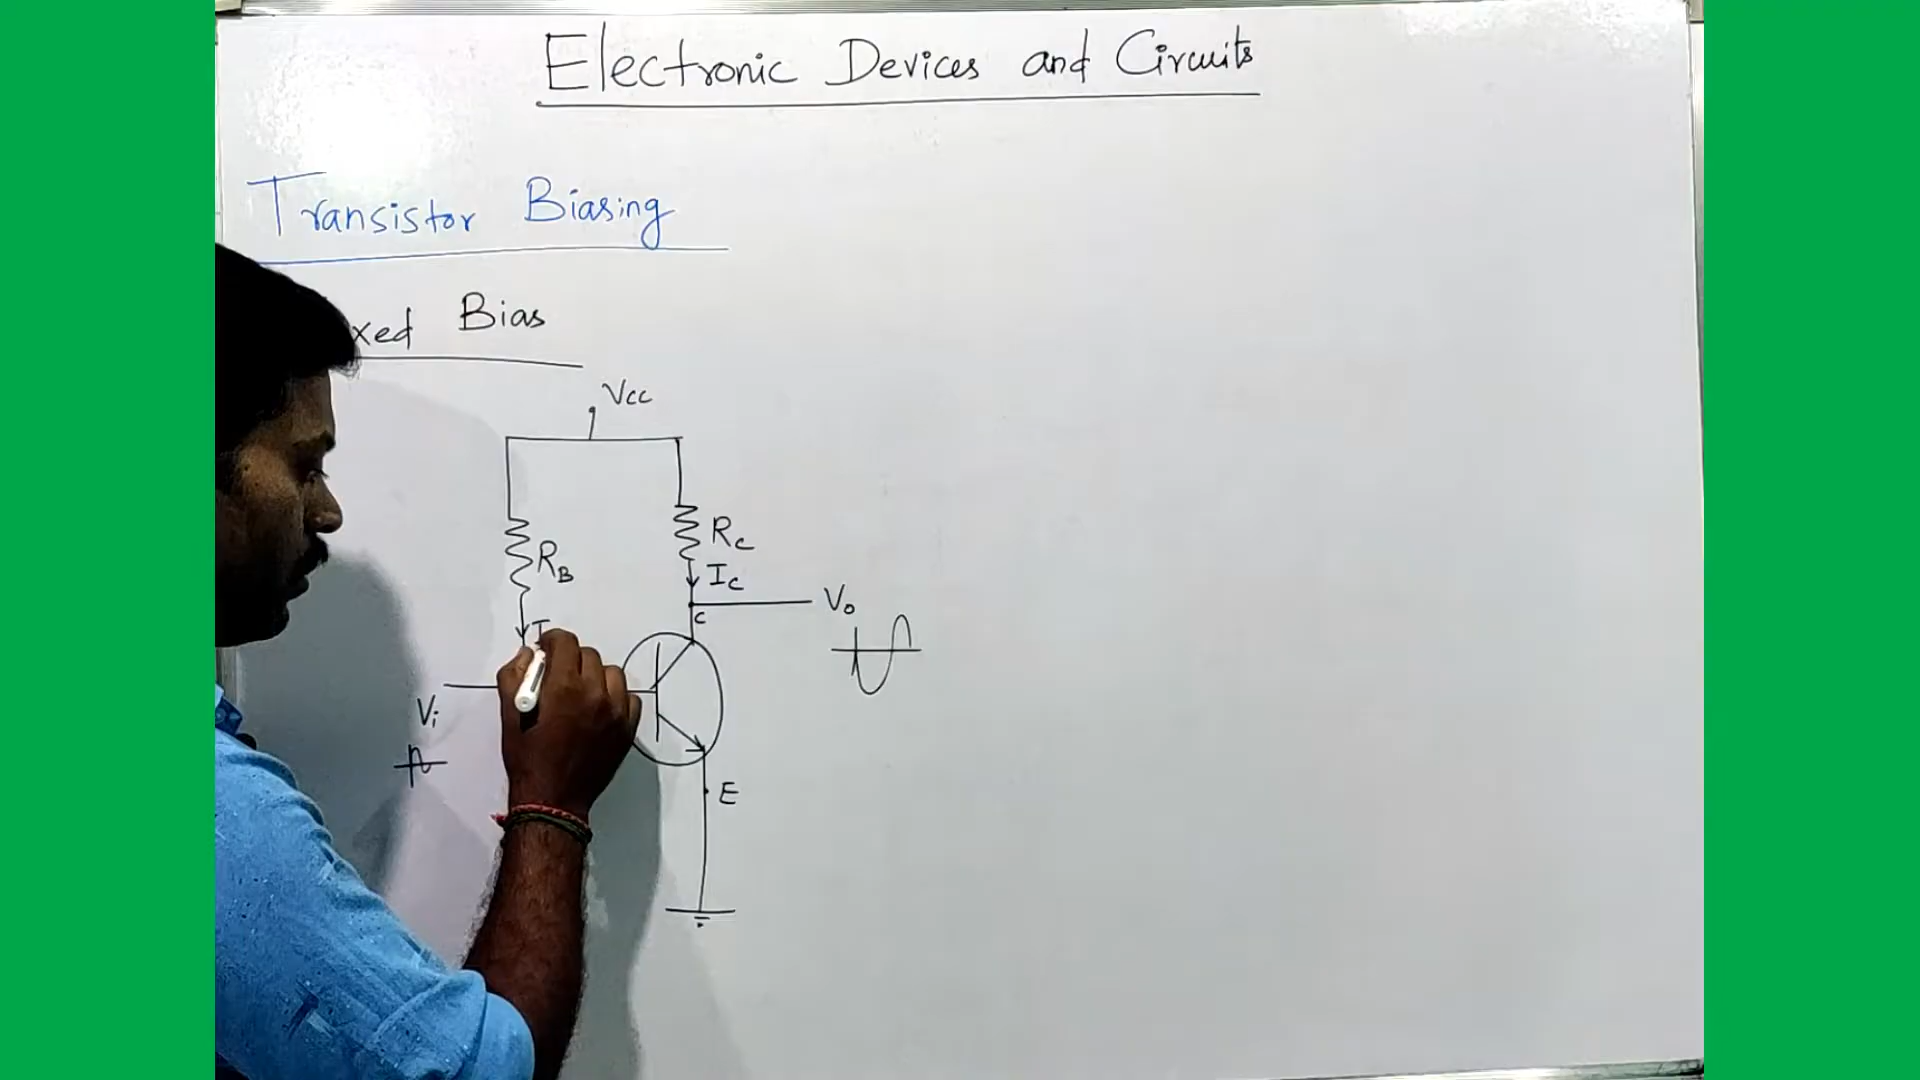 Electronic Devices and Circuits
Transistor Biasing
xed Bias
Vcc
Rc
RB
Ic
I
C
Vo
Vi
E